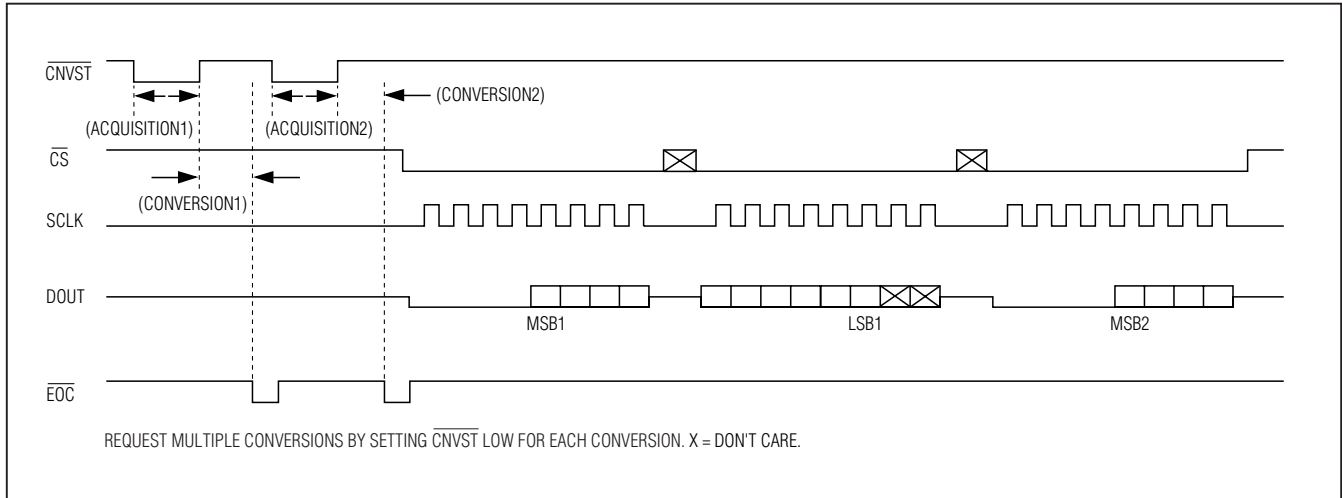 CNVST
(CONVERSION2)
(ACQUISITION1)
(ACQUISITION2)
CS
(CONVERSION1)
SCLK
DOUT
MSB1
LSB1
MSB2
EOC
REQUEST MULTIPLE CONVERSIONS BY SETTING CNVST LOW FOR EACH CONVERSION. X = DON'T CARE.